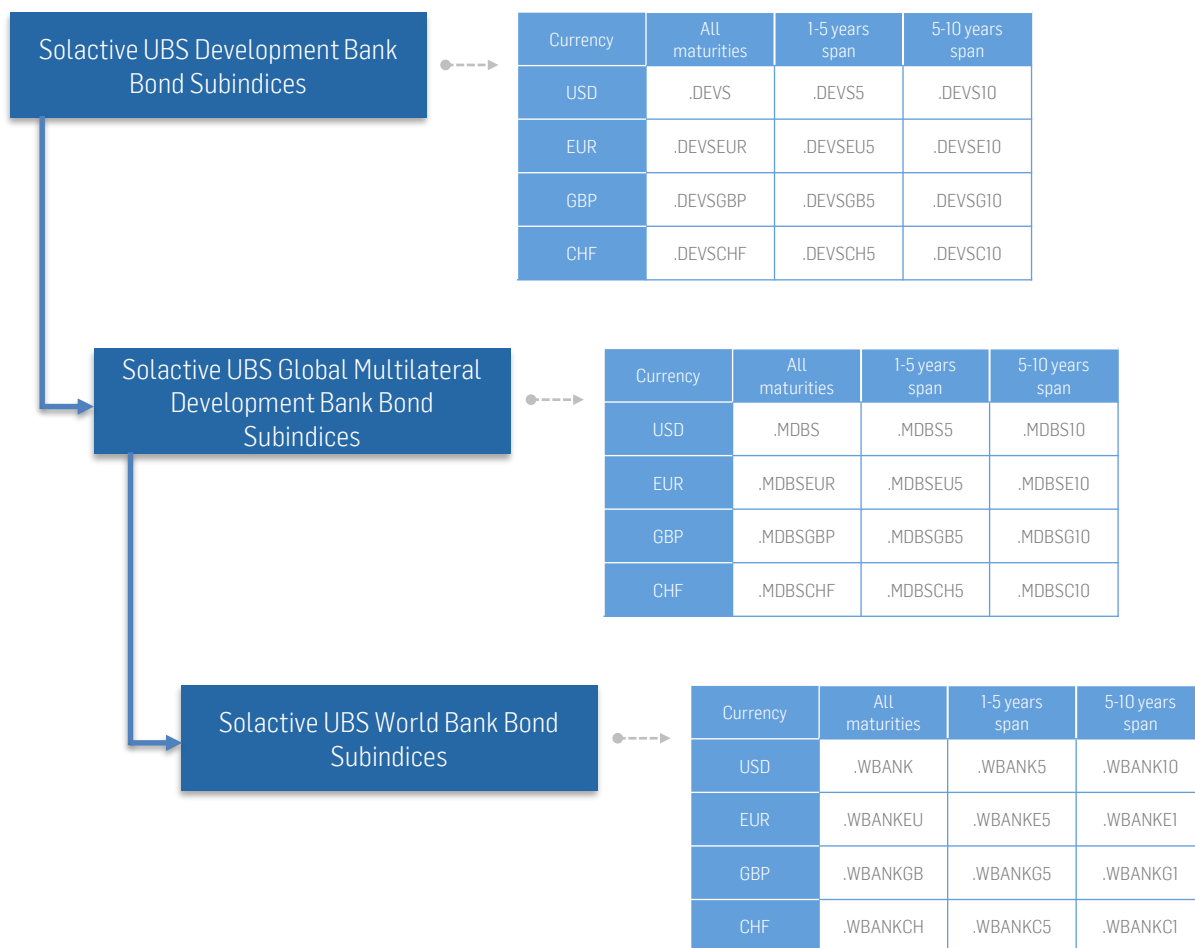 Solactive UBS Development Bank
Bond Subindices
Currency All maturities 1-5 years span 5-10 years span
USD .DEVS .DEVS5 .DEVS10
EUR .DEVSEUR .DEVSEU5 .DEVSE10
GBP .DEVSGBP .DEVSGB5 .DEVSG10
CHF .DEVSCHF .DEVSCH5 .DEVSC10
Solactive UBS Global Multilateral
Development Bank Bond
Subindices
Currency All maturities 1-5 years span 5-10 years span
USD .MDBS .MDBS5 .MDBS10
EUR .MDBSEUR .MDBSEU5 .MDBSE10
GBP .MDBSGBP .MDBSGB5 .MDBSG10
CHF .MDBSCHF .MDBSCH5 .MDBSC10
Solactive UBS World Bank Bond
Subindices
Currency All maturities 1-5 years span 5-10 years span
USD .WBANK .WBANK5 .WBANK10
EUR .WBANKEU .WBANKE5 .WBANKE1
GBP .WBANKGB .WBANKG5 .WBANKG1
CHF .WBANKCH .WBANKC5 .WBANKC1